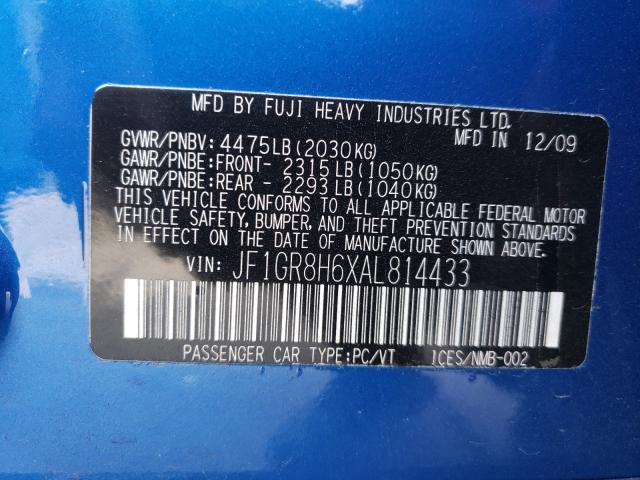 MFD BY FUJI HEAVY INDUSTRIES LTD.
GVWR/PNBV: 4475LB(2030KG) MFD IN 12/09
GAWR/PNBE:FRONT- 2315LB(1050KG)
GAWR/PNBE:REAR - 2293LB(1040KG)
THIS VEHICLE CONFORMS TO ALL APPLICABLE FEDERAL MOTOR
VEHICLE SAFETY, BUMPER, AND THEFT PREVENTION STANDARDS
IN EFFECT ON THE DATE OF MANUFACTURE SHOWN ABOVE.
VIN: JF1GR8H6XAL814433
PASSENGER CAR TYPE:PC/VT ICES/NMB-002